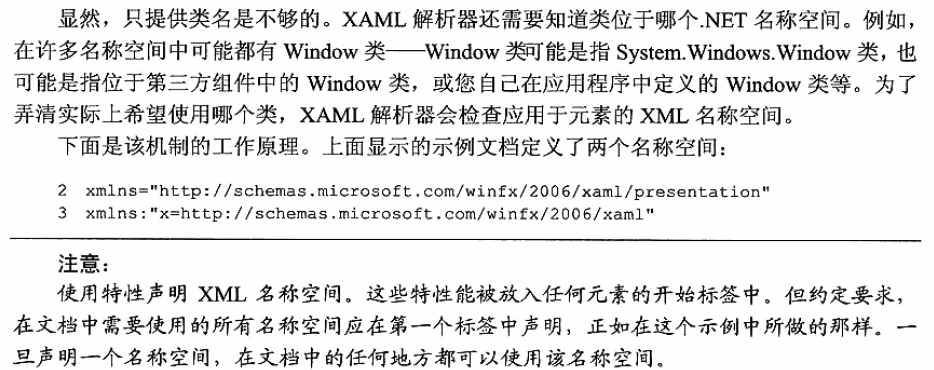 显然，只提供类名是不够的。XAML 解析器还需要知道类位于哪个.NET 名称空间。例如，
在许多名称空间中可能都有 Window 类——Window 类可能是指 System.Windows.Window 类，也
可能是指位于第三方组件中的 Window 类，或您自己在应用程序中定义的 Window 类等。为了
弄清实际上希望使用哪个类，XAML 解析器会检查应用于元素的 XML 名称空间。
下面是该机制的工作原理。上面显示的示例文档定义了两个名称空间：
2 xmlns="http://schemas.microsoft.com/winfx/2006/xaml/presentation"
3 xmlns:"x=http://schemas.microsoft.com/winfx/2006/xaml"
注意：
使用特性声明 XML 名称空间。这些特性能被放入任何元素的开始标签中。但约定要求，
在文档中需要使用的所有名称空间应在第一个标签中声明，正如在这个示例中所做的那样。一
旦声明一个名称空间，在文档中的任何地方都可以使用该名称空间。